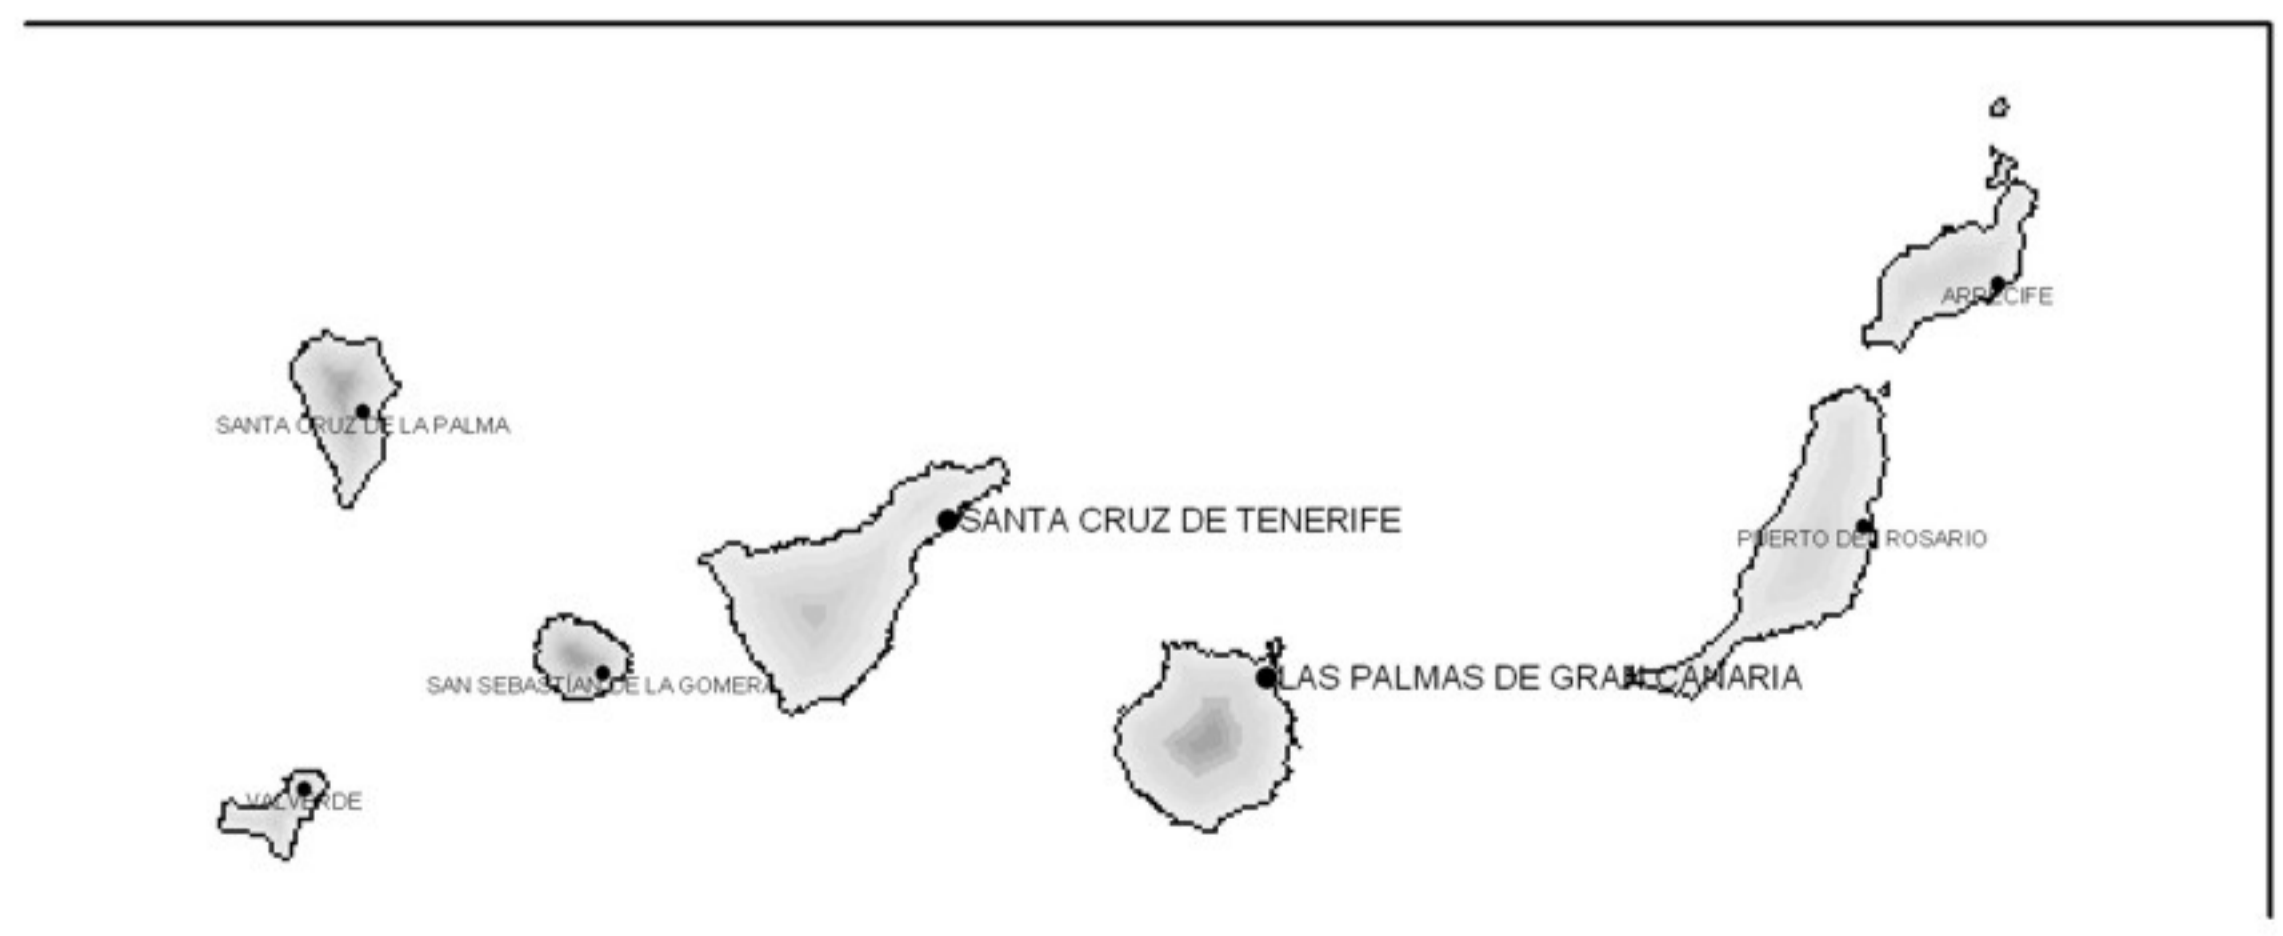 ARRECIFE
SANTA CRUZ DE LA PALMA
SANTA CRUZ DE TENERIFE
PUERTO DEL ROSARIO
LAS PALMAS DE GRAN CANARIA
SAN SEBASTÍAN DE LA GOMERA
VALVERDE